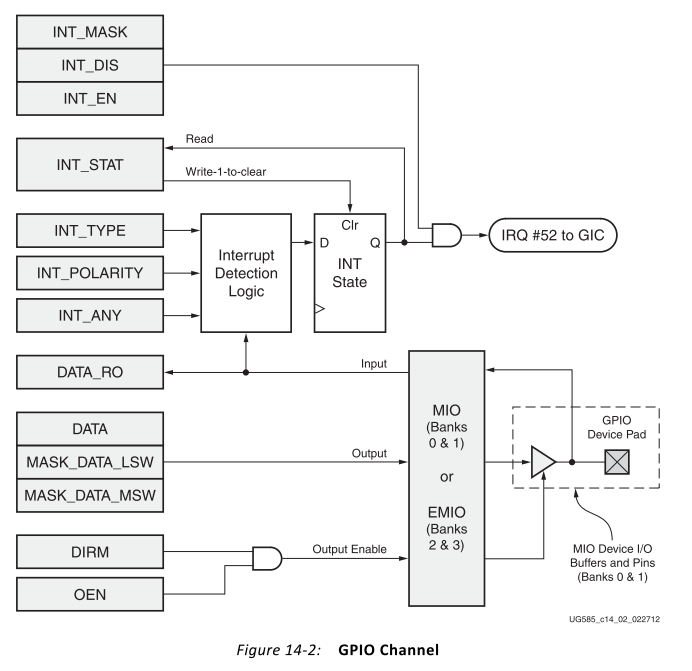 INT_MASK
INT_DIS
INT_EN
INT_STAT
Read
Write-1-to-clear
INT_TYPE
INT_POLARITY
INT_ANY
Interrupt
Detection
Logic
Clr
D
Q
INT
State
IRQ #52 to GIC
DATA_RO
Input
DATA
MASK_DATA_LSW
MASK_DATA_MSW
Output
MIO
(Banks
0 & 1)
or
EMIO
(Banks
2 & 3)
GPIO
Device Pad
DIRM
OEN
Output Enable
MIO Device I/O
Buffers and Pins
(Banks 0 & 1)
UG585_c14_02_022712
Figure 14-2: GPIO Channel